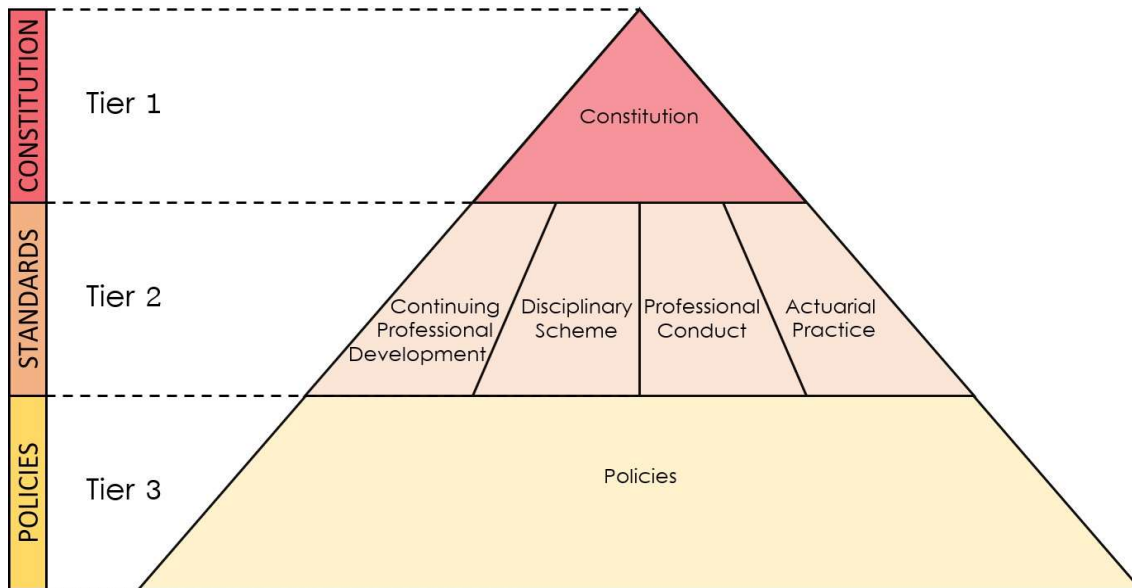 CONSTITUTION
Tier 1
Constitution
STANDARDS
Tier 2
Continuing
Professional
Development
Disciplinary
Scheme
Professional
Conduct
Actuarial
Practice
POLICIES
Tier 3
Policies